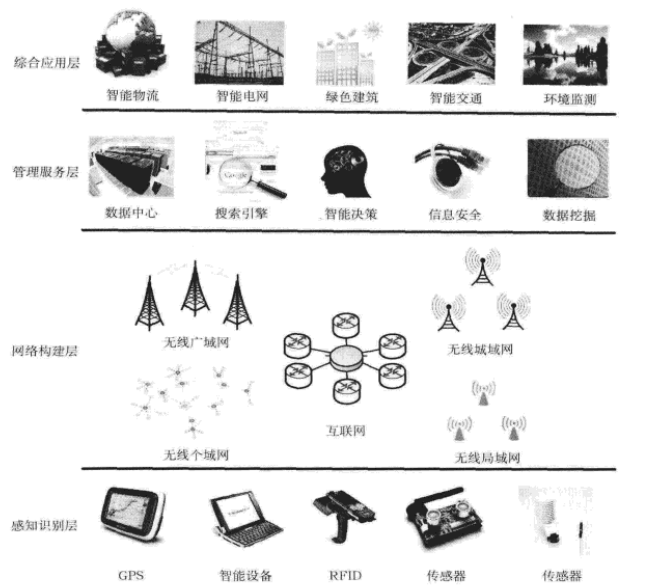 综合应用层
智能物流 智能电网 绿色建筑 智能交通 环境监测
管理服务层
Google
数据中心 搜索引擎 智能决策 信息安全 数据挖掘
无线广域网
无线城域网
网络构建层
互联网
无线个域网
无线局域网
感知识别层
GPS 智能设备 RFID 传感器 传感器